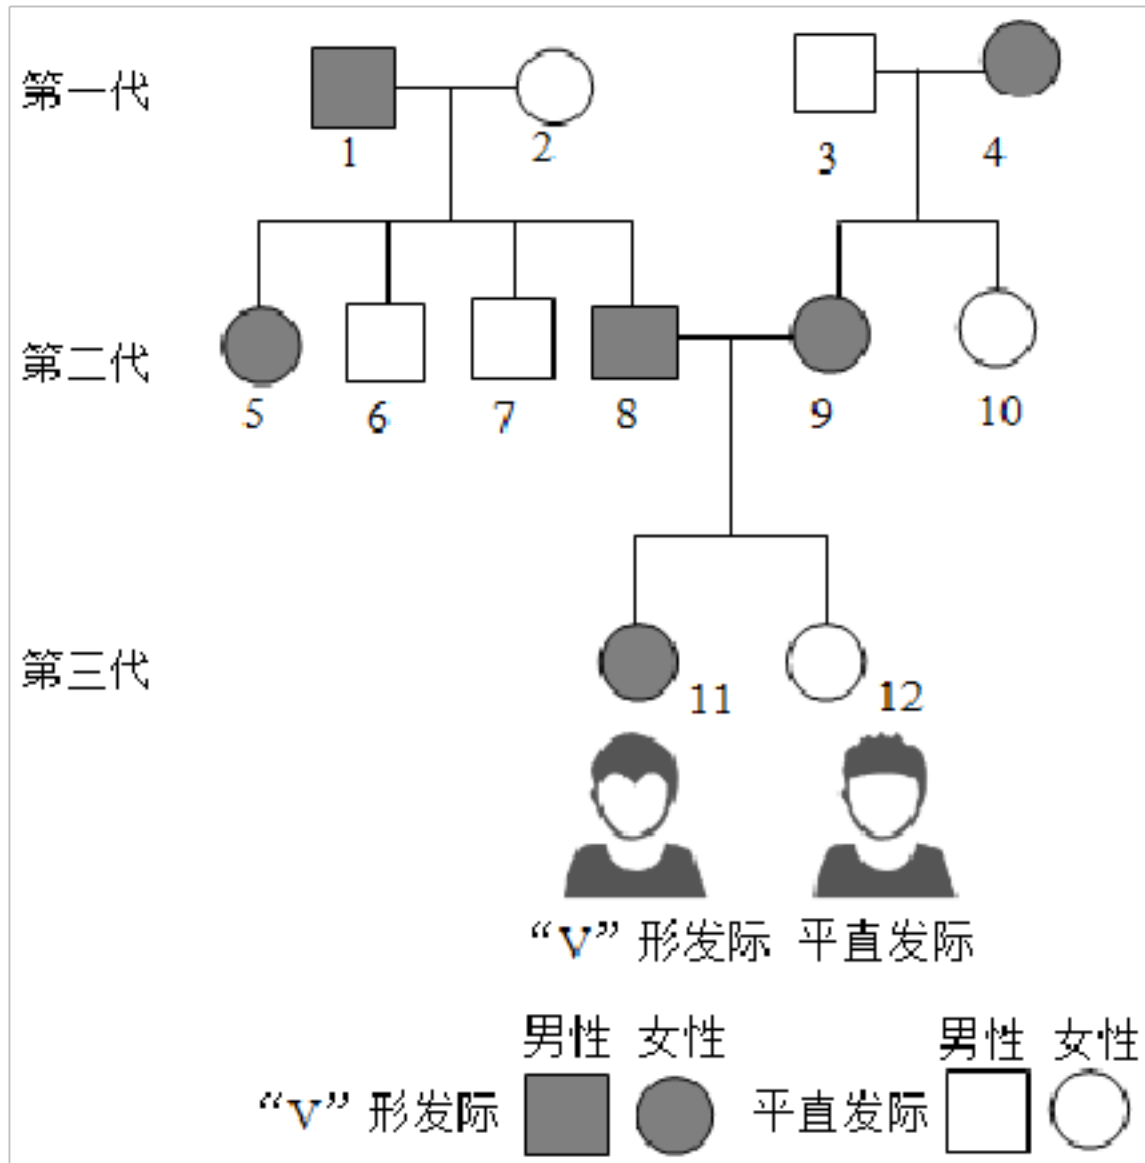 第一代
1 2 3 4
第二代
5 6 7 8 9 10
第三代
11 12
“V”形发际 平直发际
男性 女性 男性 女性
“V”形发际 平直发际